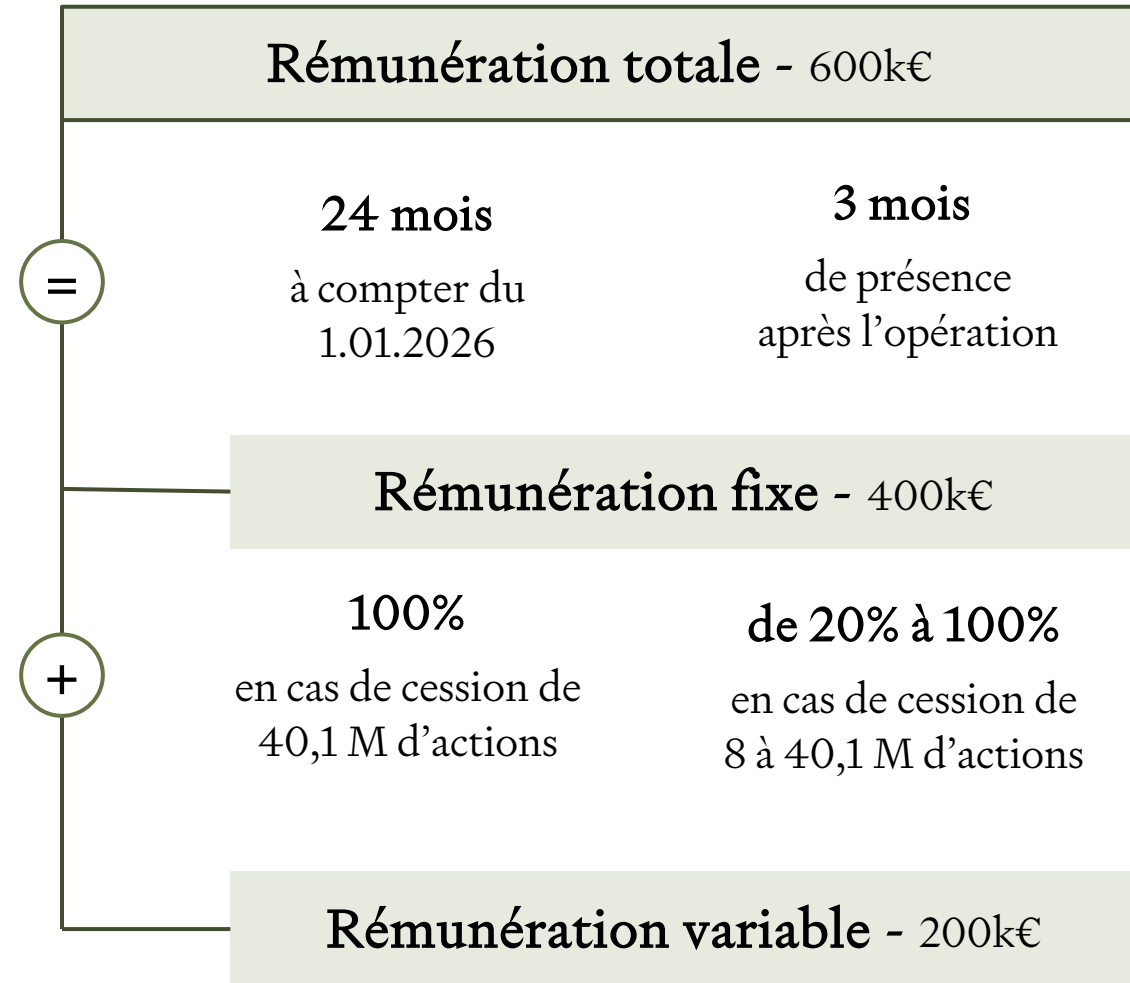 Rémunération totale - 600k€
24 mois
à compter du
1.01.2026
3 mois
de présence
après l’opération
=
Rémunération fixe - 400k€
100%
en cas de cession de
40,1 M d’actions
de 20% à 100%
en cas de cession de
8 à 40,1 M d’actions
+
Rémunération variable - 200k€